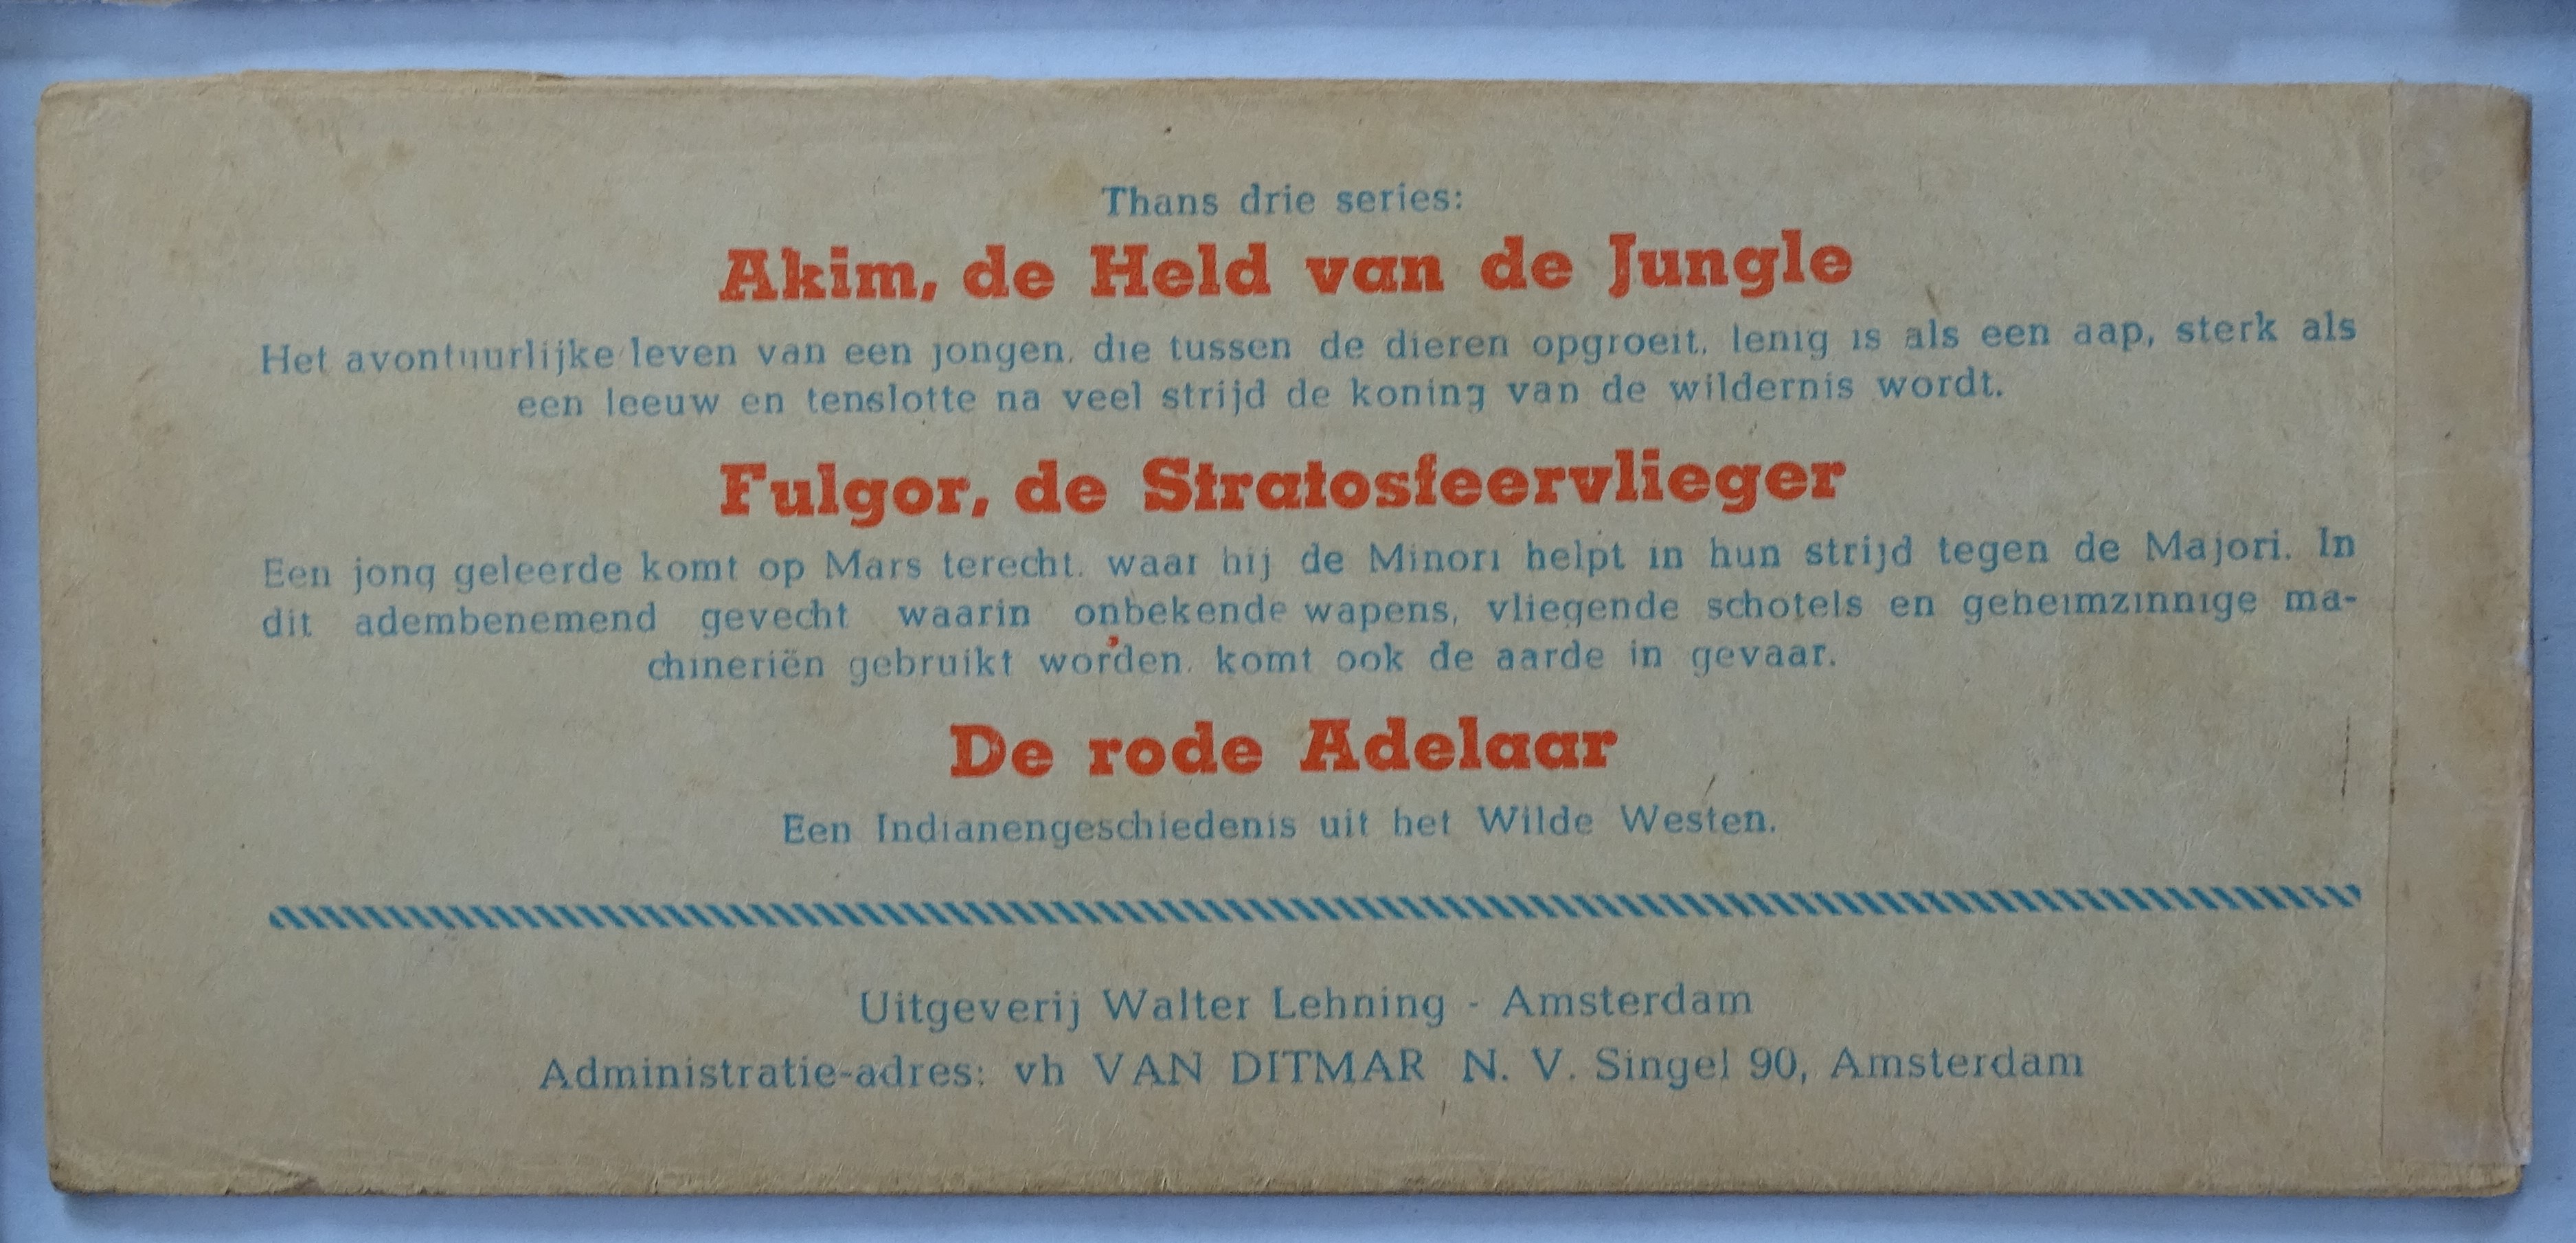 Thans drie series:
Akim, de Held van de Jungle
Het avontuurlijke leven van een jongen, die tussen de dieren opgroeit, lenig is als een aap, sterk als
een leeuw en tenslotte na veel strijd de koning van de wildernis wordt.
Fulgor, de Stratosfeervlieger
Een jong geleerde komt op Mars terecht, waar hij de Minori helpt in hun strijd tegen de Majori. In
dit adembenemend gevecht waarin onbekende wapens, vliegende schotels en geheimzinnige ma-
chineriën gebruikt worden, komt ook de aarde in gevaar.
De rode Adelaar
Een Indianengeschiedenis uit het Wilde Westen.
Uitgeverij Walter Lehning - Amsterdam
Administratie-adres: vh VAN DITMAR N. V. Singel 90, Amsterdam